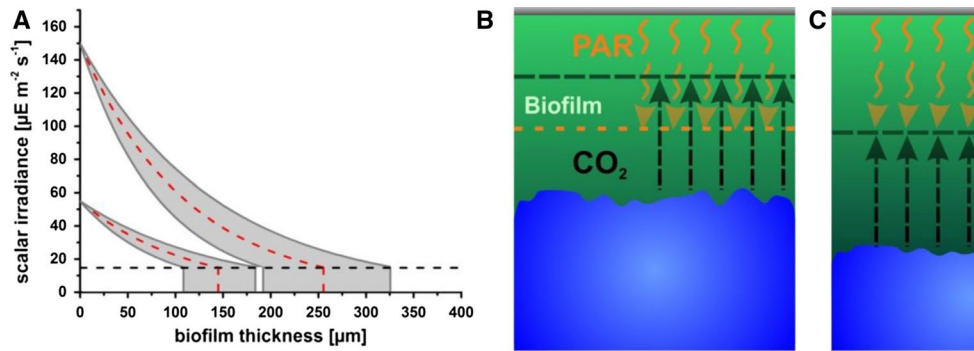 A
160
140
120
100
80
60
40
20
0
scalar irradiance [µE m⁻² s⁻¹]
0 50 100 150 200 250 300 350 400
biofilm thickness [µm]
B
PAR
Biofilm
CO₂
C